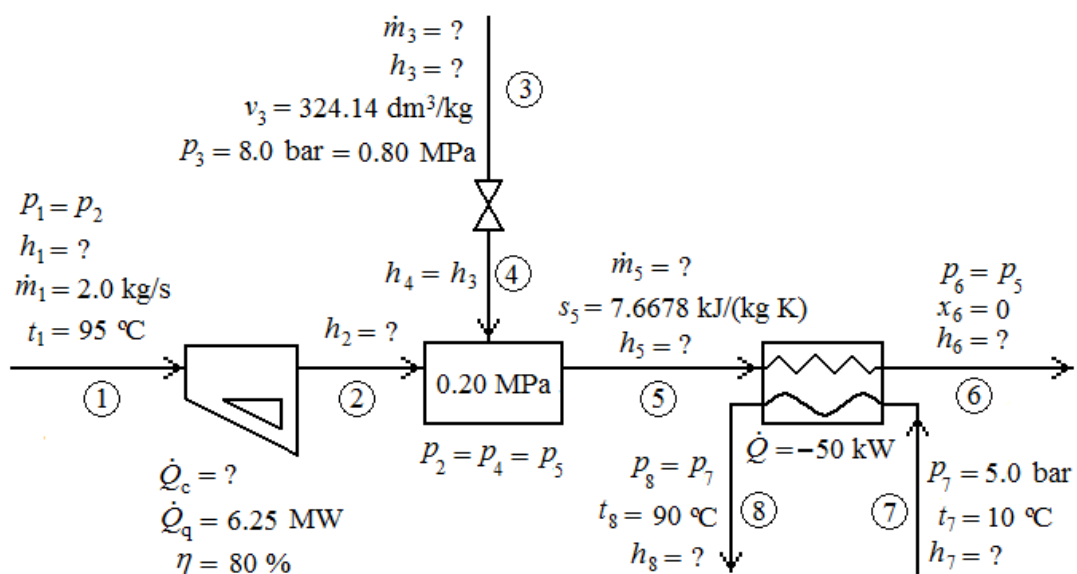 ṁ₃ = ?
h₃ = ?
v₃ = 324.14 dm³/kg
p₃ = 8.0 bar = 0.80 MPa
3
p₁ = p₂
h₁ = ?
ṁ₁ = 2.0 kg/s
t₁ = 95 ºC
1
h₂ = ?
2
h₄ = h₃
4
0.20 MPa
p₂ = p₄ = p₅
ṁ₅ = ?
s₅ = 7.6678 kJ/(kg K)
h₅ = ?
5
p₆ = p₅
x₆ = 0
h₆ = ?
6
Q̇c = ?
Q̇q = 6.25 MW
η = 80 %
Q̇ = −50 kW
p₈ = p₇
t₈ = 90 ºC
h₈ = ?
8
7
p₇ = 5.0 bar
t₇ = 10 ºC
h₇ = ?